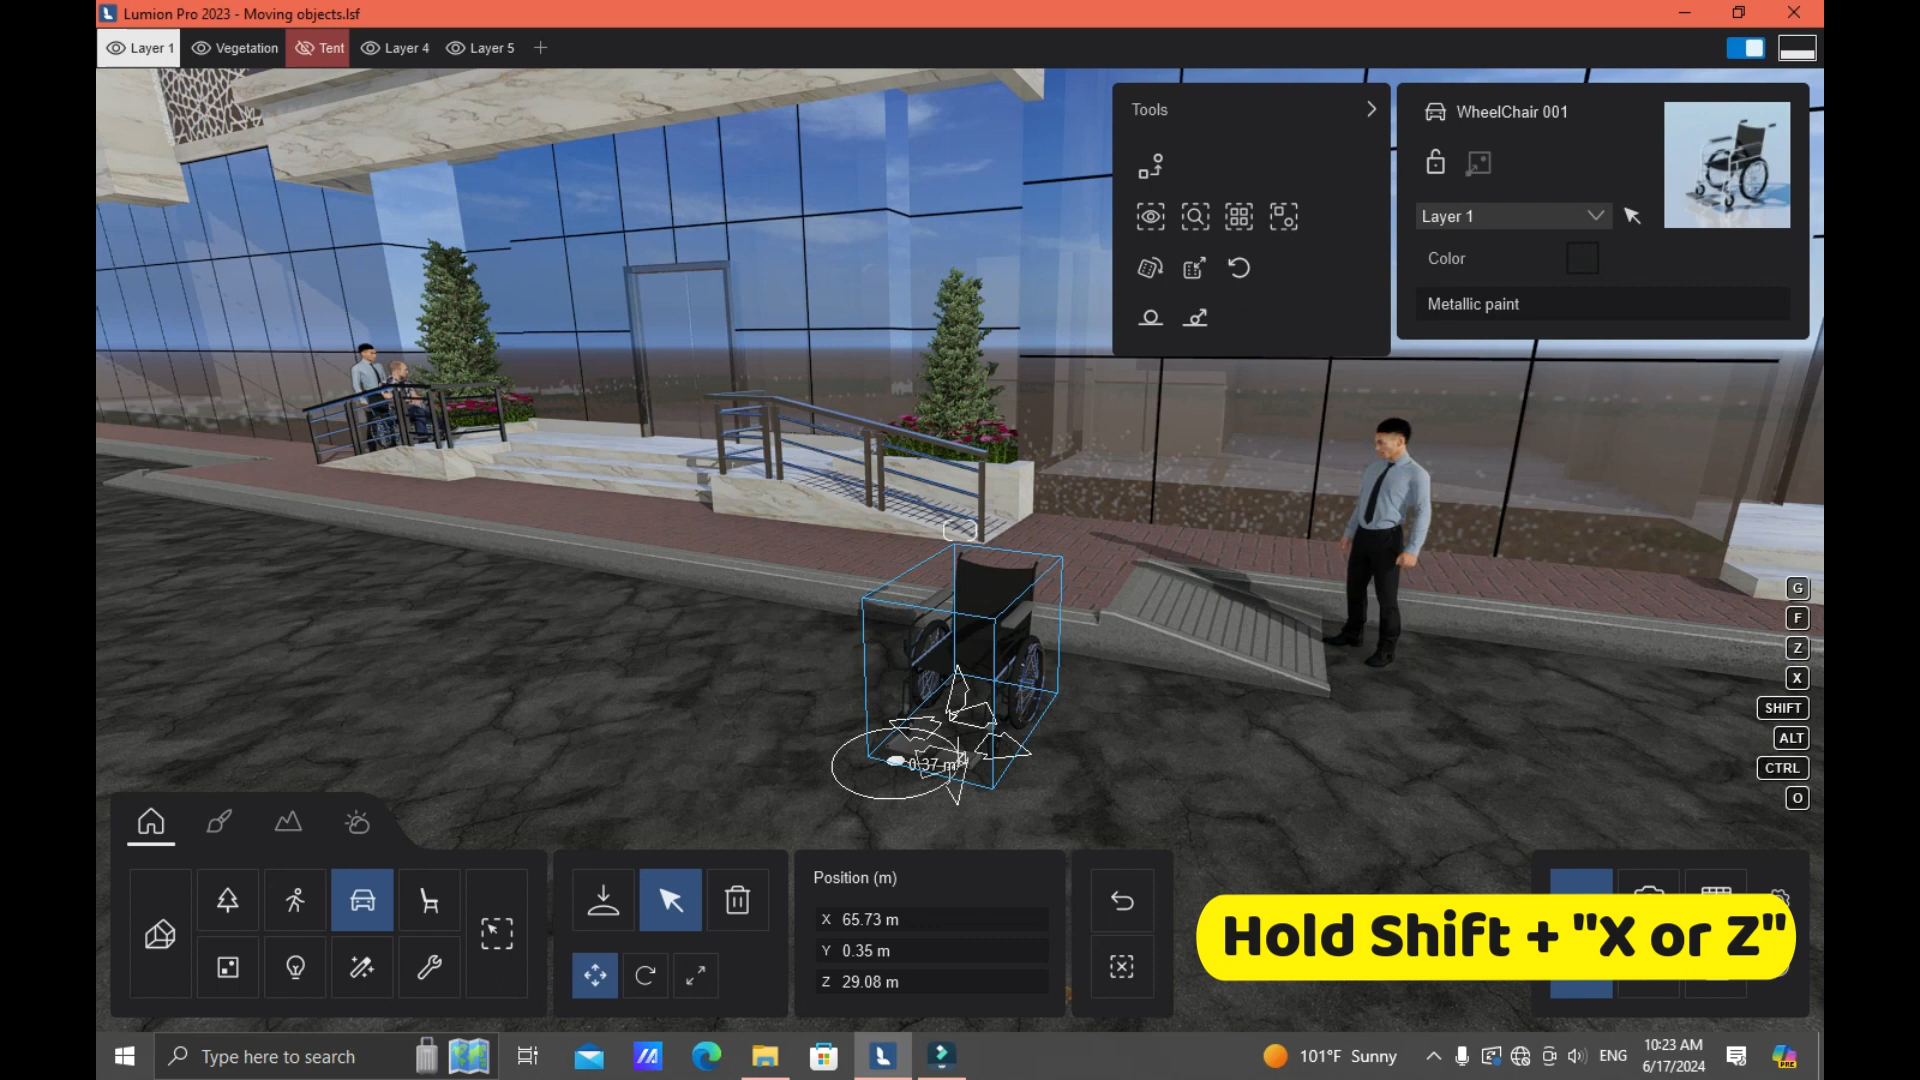 Lumion Pro 2023 - Moving objects.lsf
Layer 1
Vegetation
Tent
Layer 4
Layer 5
Tools
WheelChair 001
Layer 1
Color
Metallic paint
G
F
Z
X
SHIFT
ALT
CTRL
O
0.37 m
Position (m)
X 65.73 m
Y 0.35 m
Z 29.08 m
Hold Shift + "X or Z"
Type here to search
101°F Sunny
ENG
10:23 AM
6/17/2024
PRE